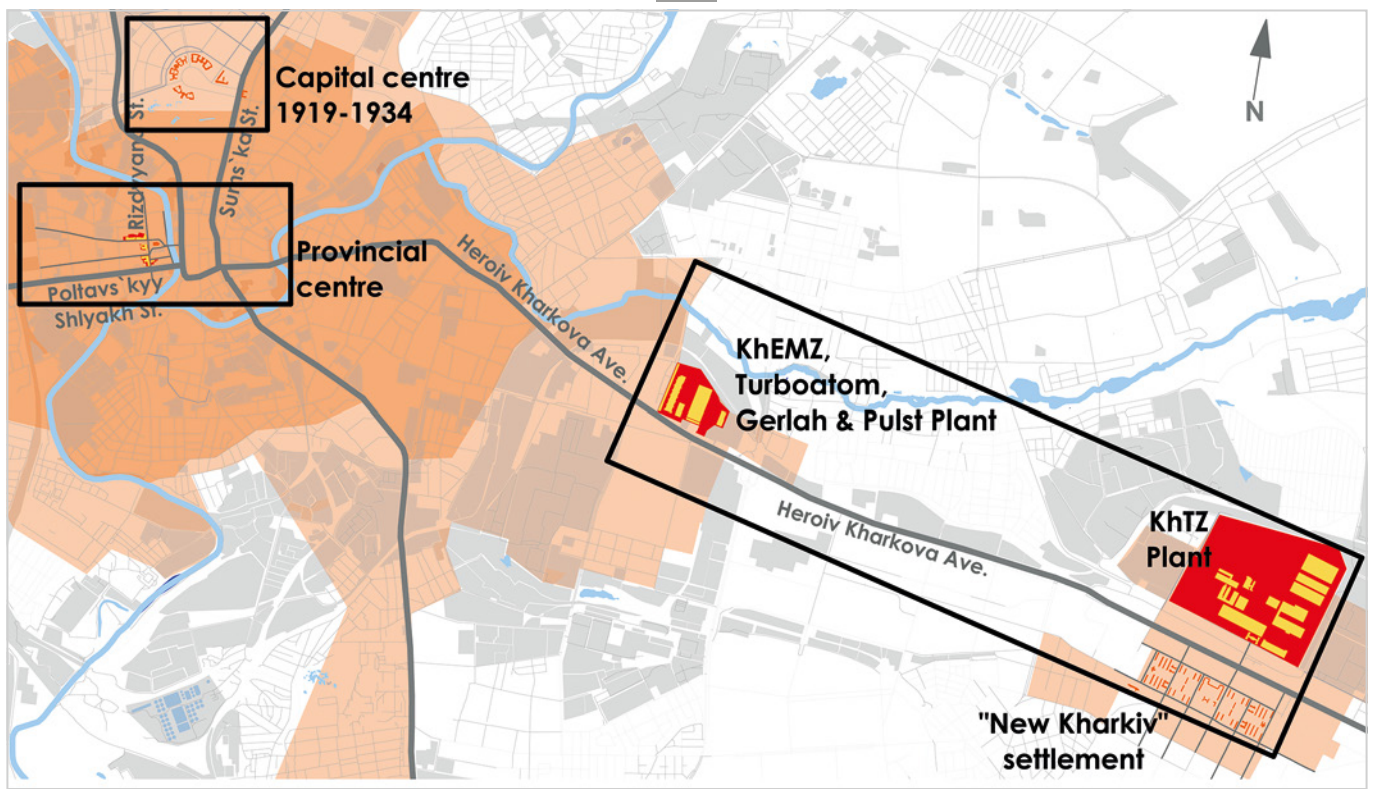 Capital centre
1919-1934
N
Rizdvyana St.
Sums`ka St.
Provincial
centre
Poltavs`kyy
Shlyakh St.
Heroiv Kharkova Ave.
KhEMZ,
Turboatom,
Gerlah & Pulst Plant
Heroiv Kharkova Ave.
KhTZ
Plant
"New Kharkiv"
settlement